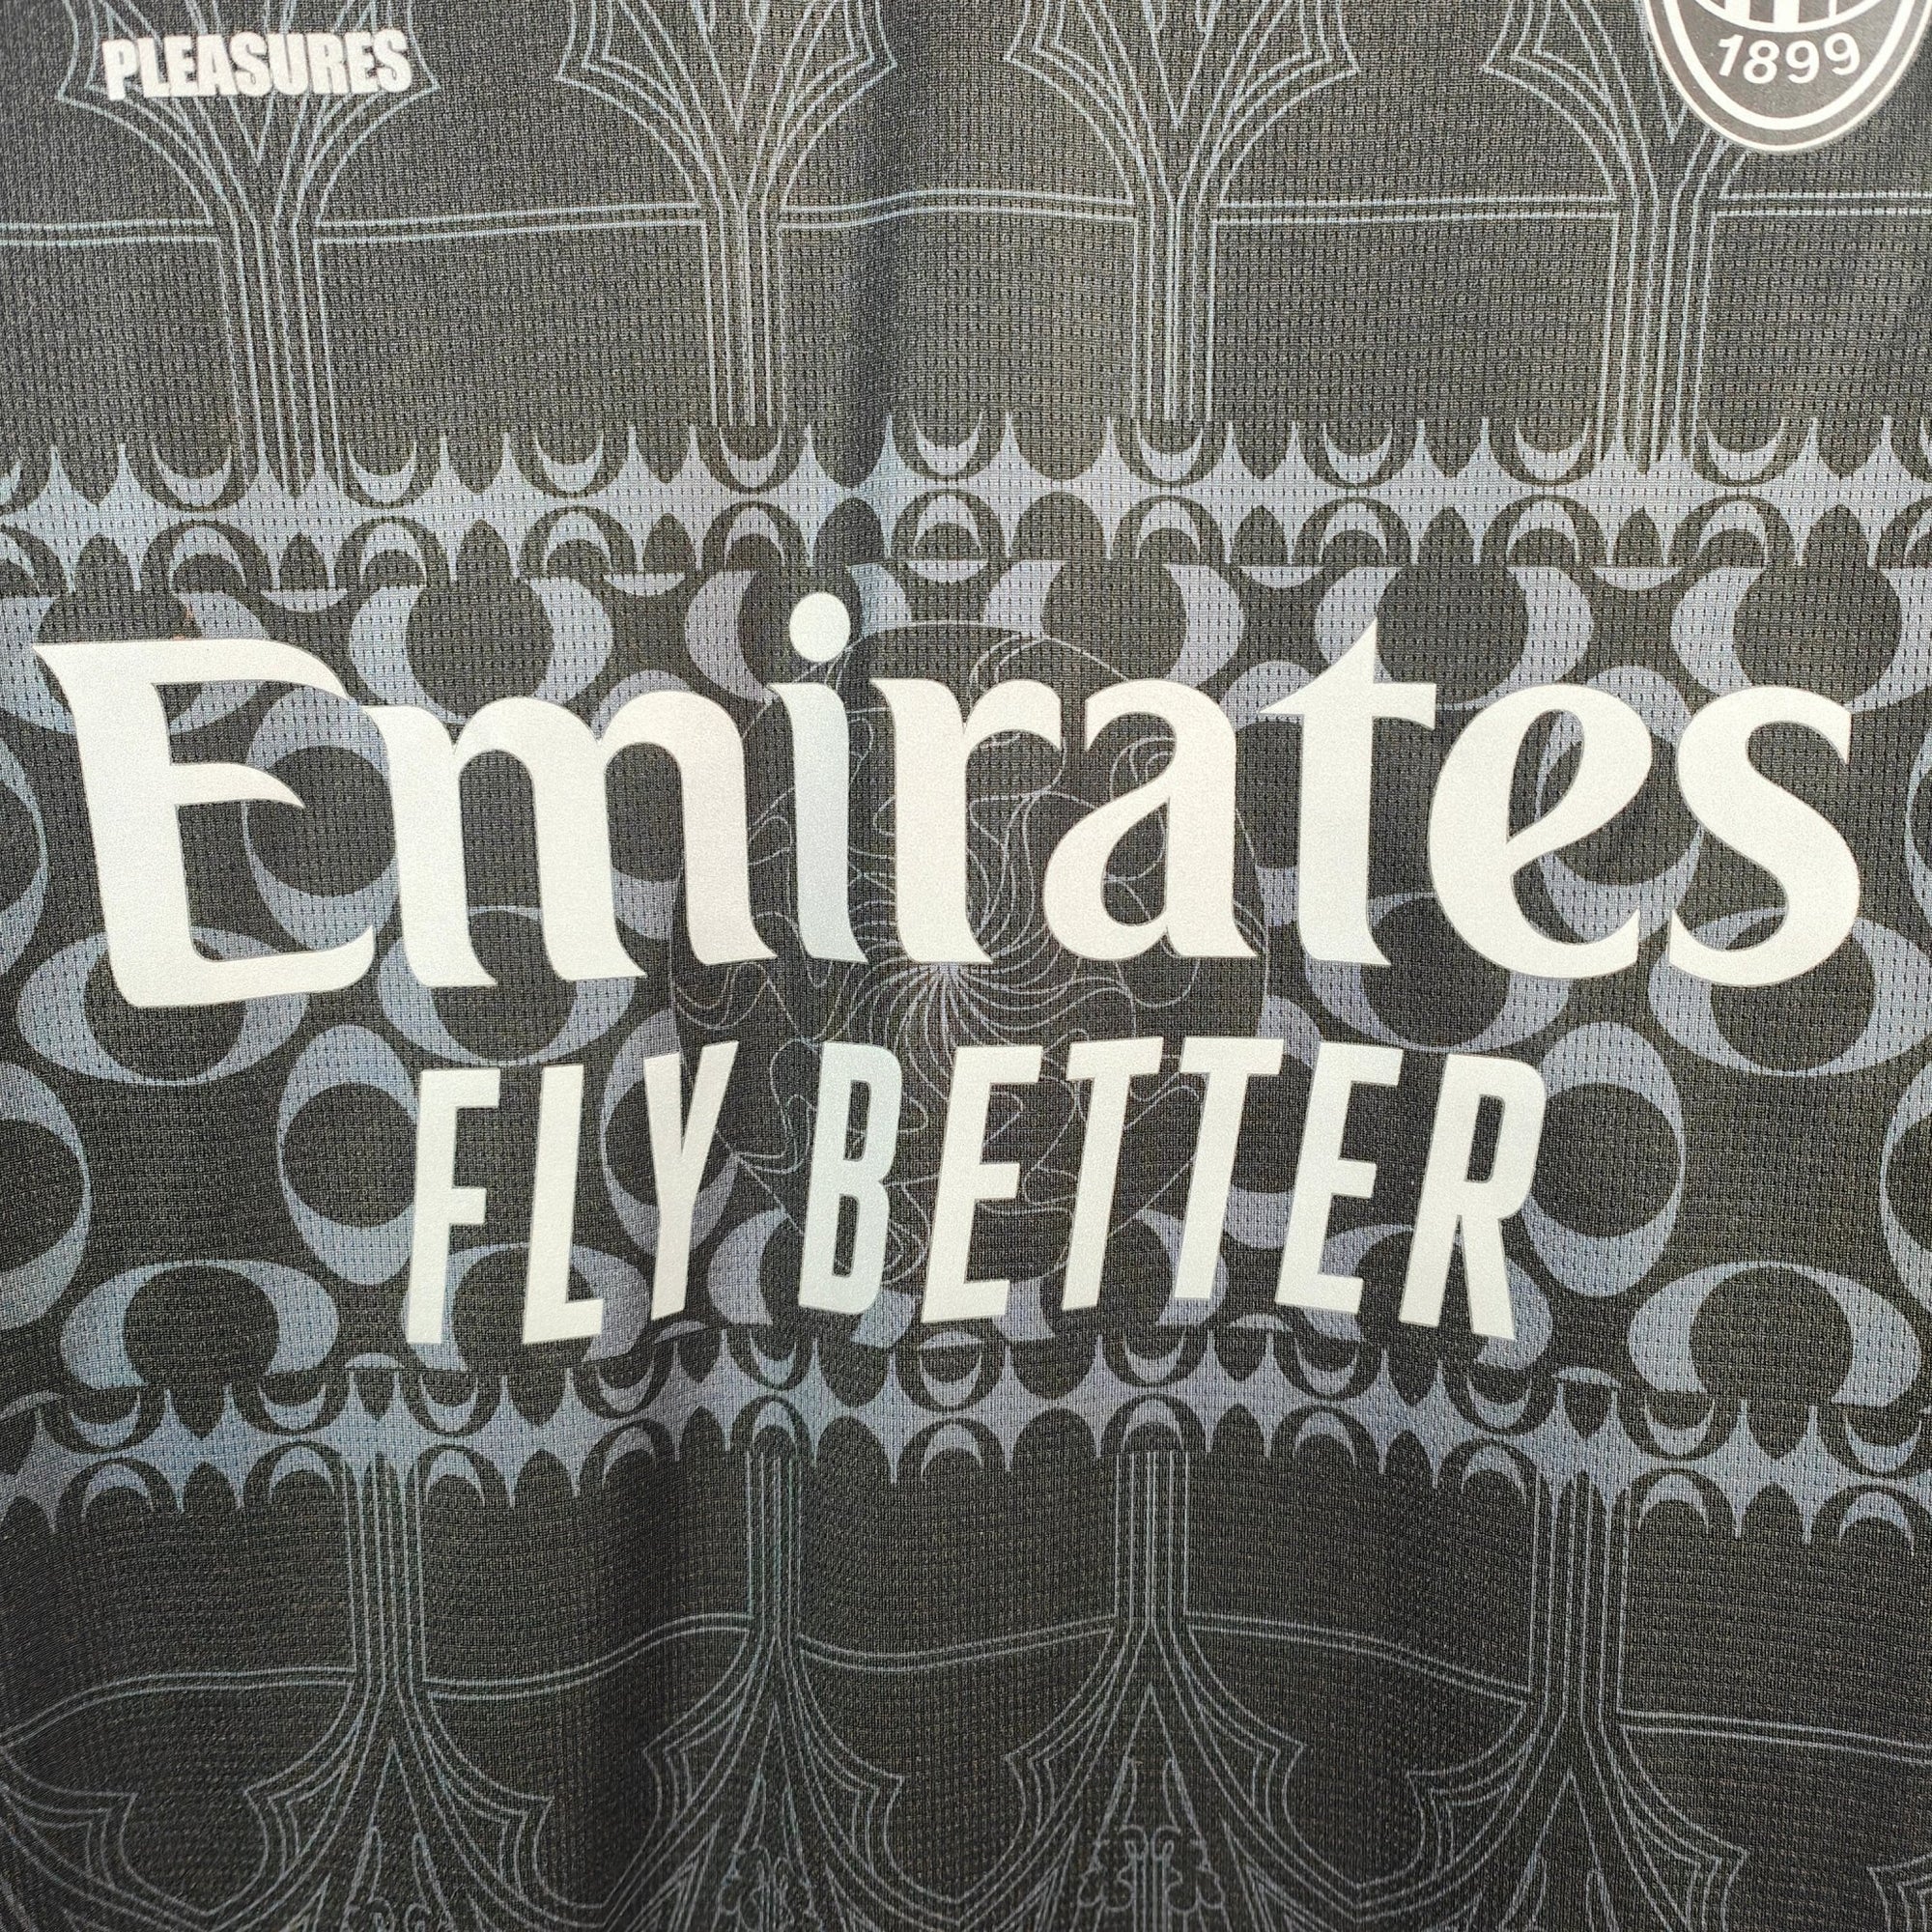 PLEASURES
1899
Emirates
FLY BETTER